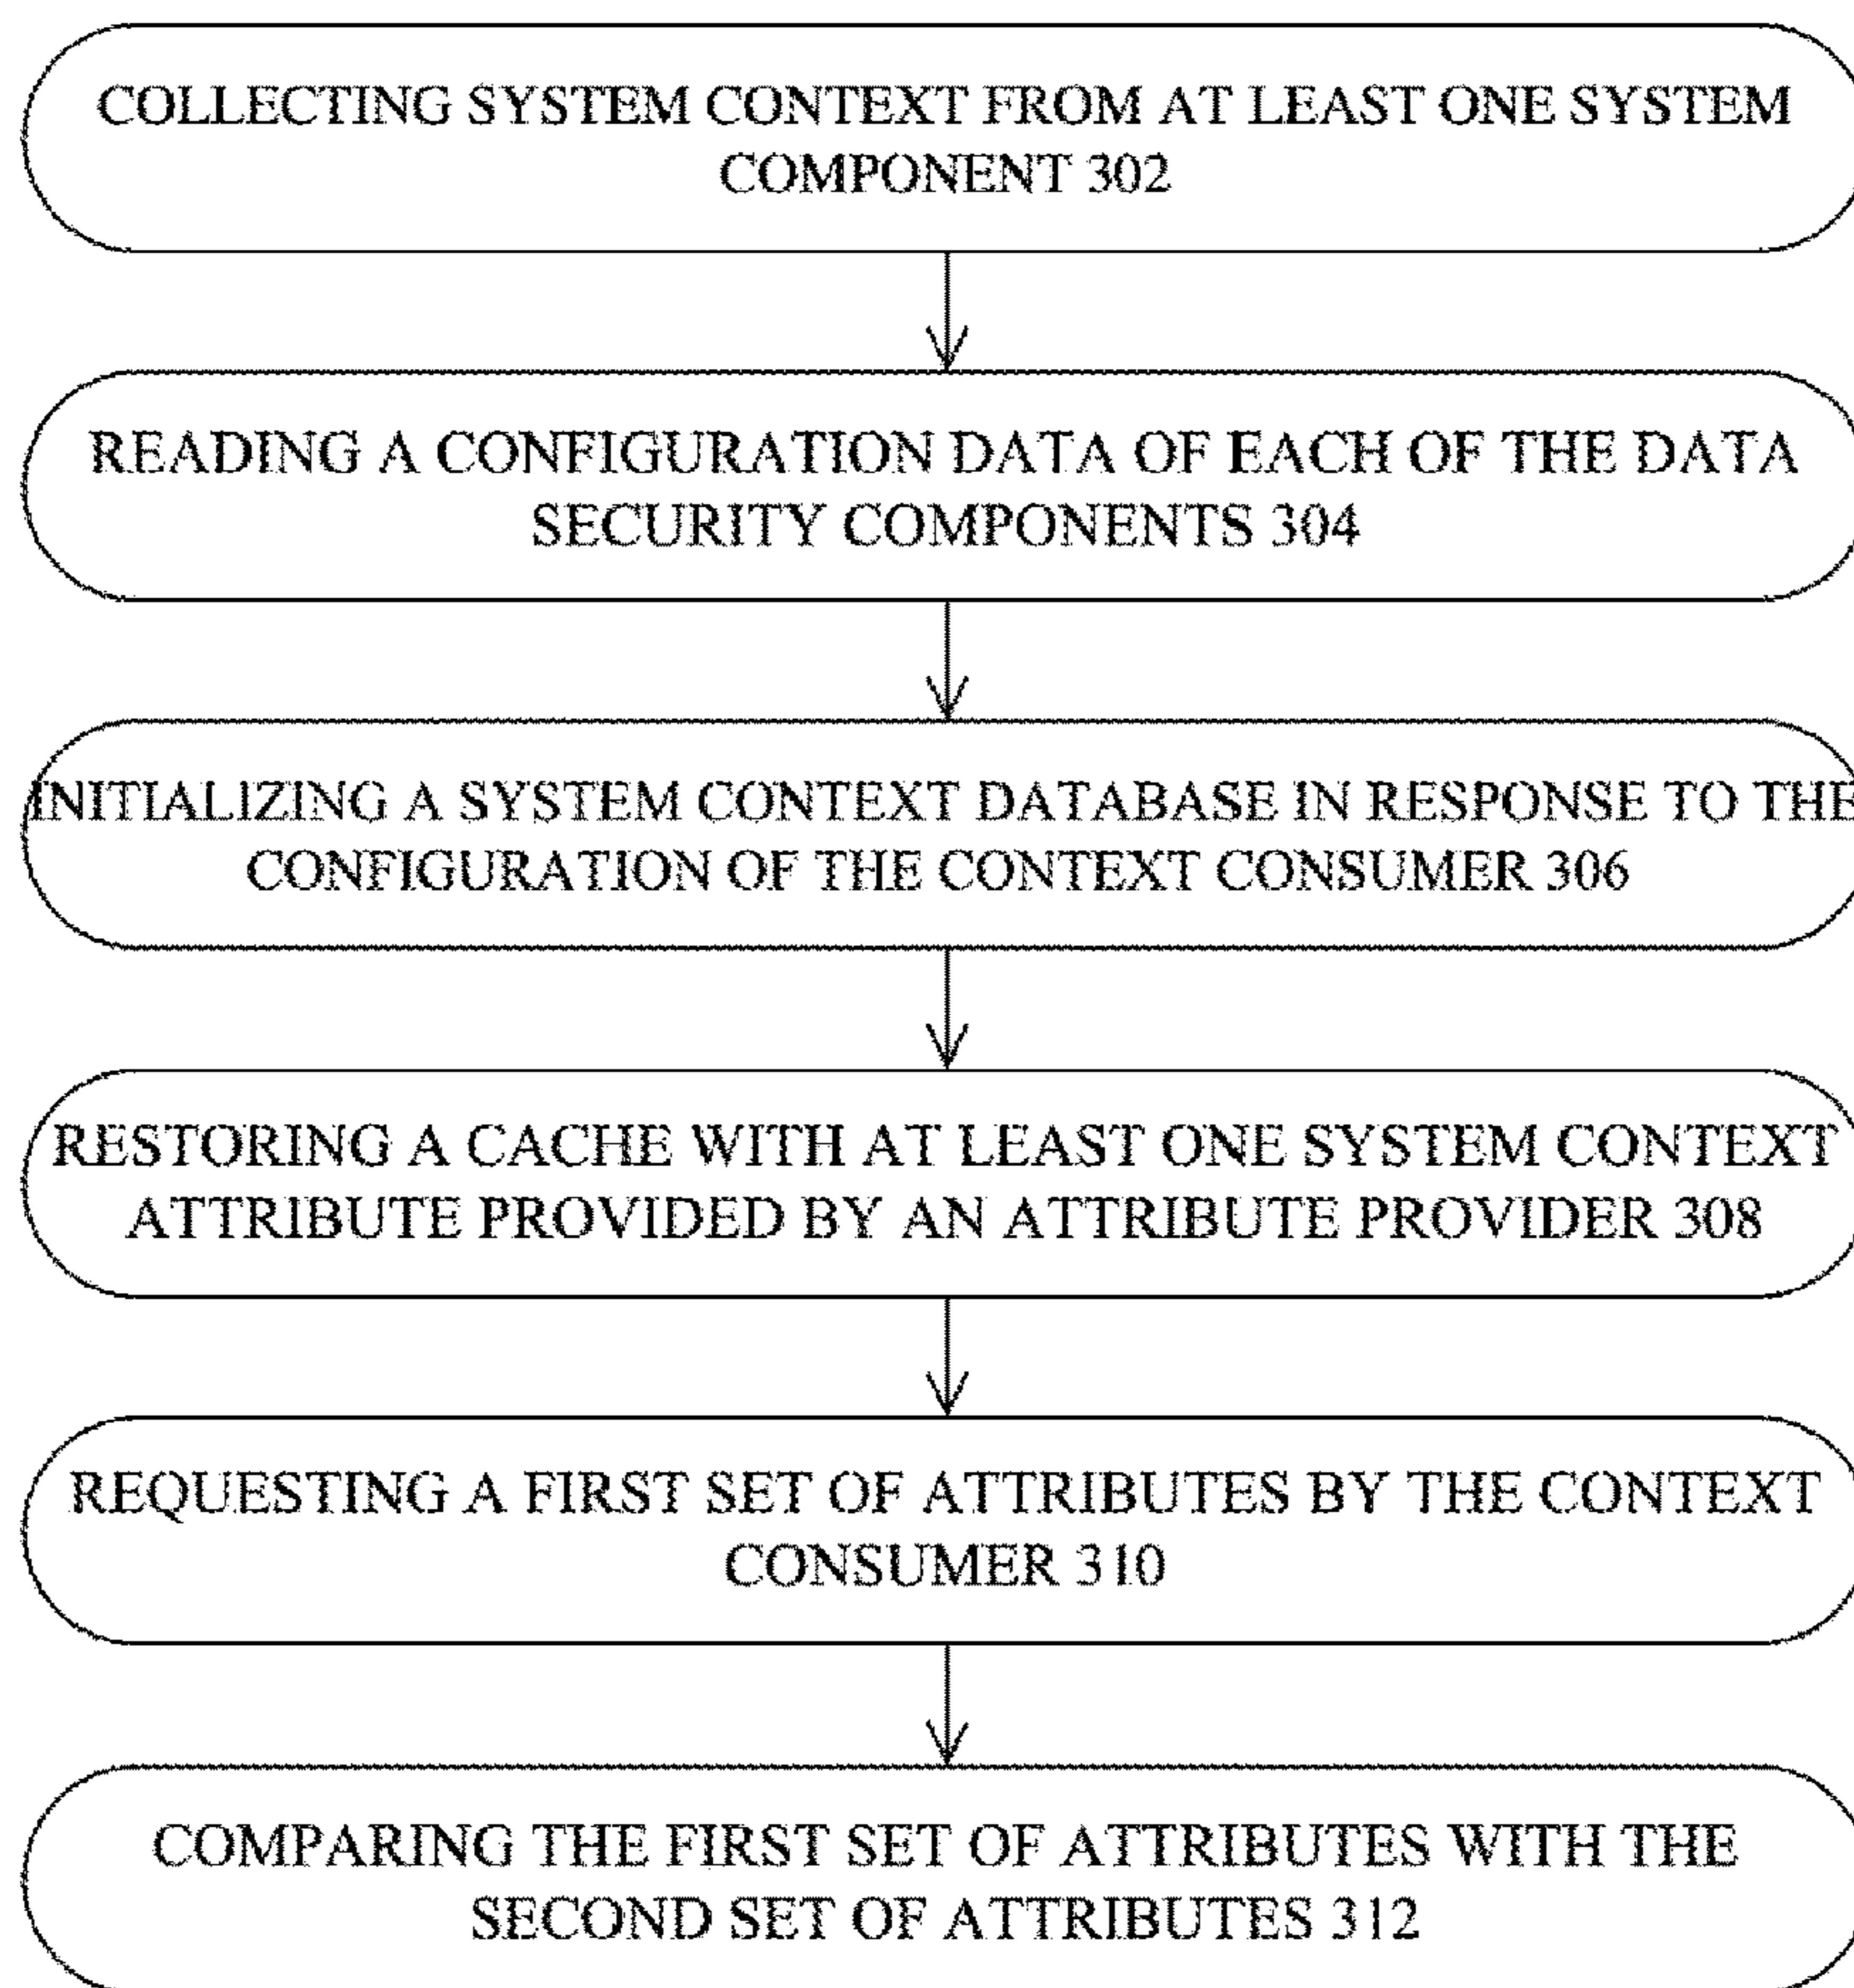 COLLECTING SYSTEM CONTEXT FROM AT LEAST ONE SYSTEM
COMPONENT 302
READING A CONFIGURATION DATA OF EACH OF THE DATA
SECURITY COMPONENTS 304
INITIALIZING A SYSTEM CONTEXT DATABASE IN RESPONSE TO THE
CONFIGURATION OF THE CONTEXT CONSUMER 306
RESTORING A CACHE WITH AT LEAST ONE SYSTEM CONTEXT
ATTRIBUTE PROVIDED BY AN ATTRIBUTE PROVIDER 308
REQUESTING A FIRST SET OF ATTRIBUTES BY THE CONTEXT
CONSUMER 310
COMPARING THE FIRST SET OF ATTRIBUTES WITH THE
SECOND SET OF ATTRIBUTES 312